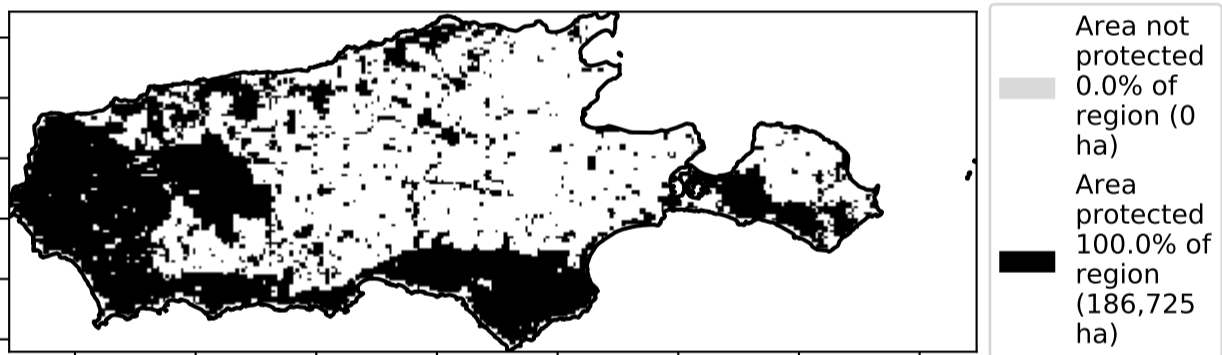 Area not
protected
0.0% of
region (0
ha)
Area
protected
100.0% of
region
(186,725
ha)